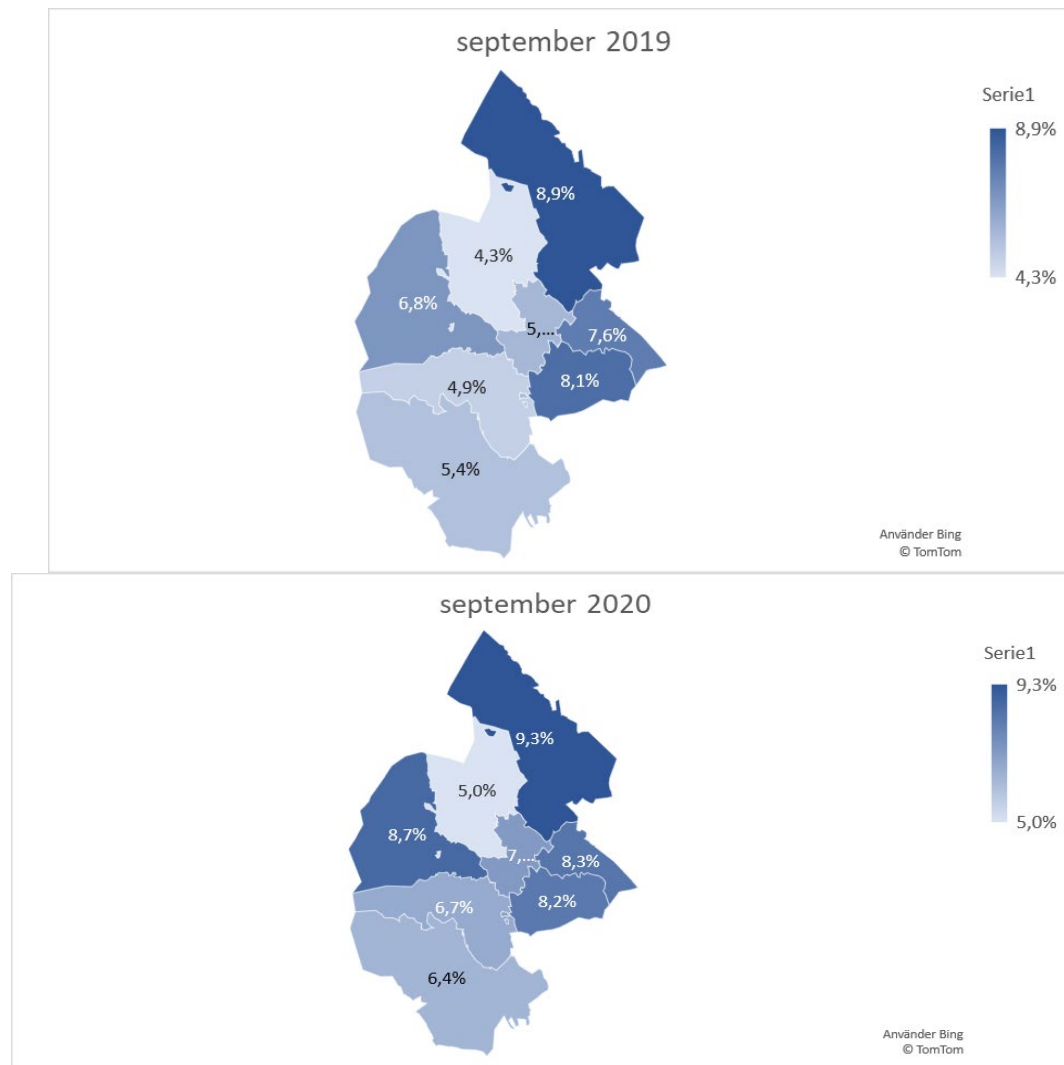 september 2019
Serie1
8,9%
4,3%
8,9%
4,3%
6,8%
5,...
7,6%
8,1%
4,9%
5,4%
Använder Bing
© TomTom
september 2020
Serie1
9,3%
5,0%
9,3%
5,0%
8,7%
7,...
8,3%
8,2%
6,7%
6,4%
Använder Bing
© TomTom